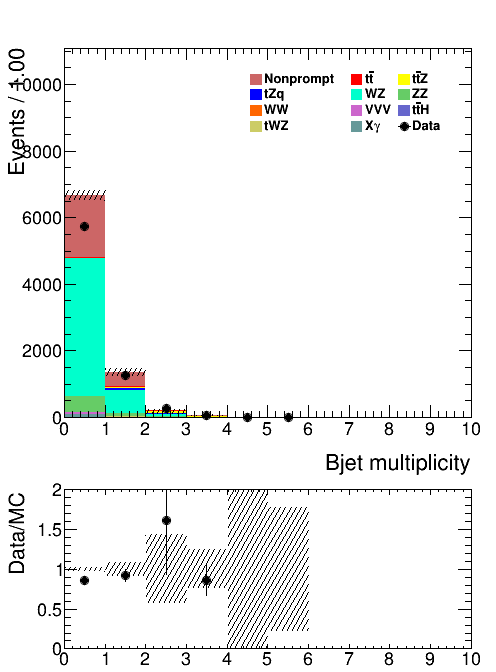 Events / 1.00
10000
8000
6000
4000
2000
0
Nonprompt tt̄ tt̄Z
tZq WZ ZZ
WW VVV tt̄H
tWZ Xγ Data
0 1 2 3 4 5 6 7 8 9 10
Bjet multiplicity
Data/MC
2
1.5
1
0.5
0
0 1 2 3 4 5 6 7 8 9 10